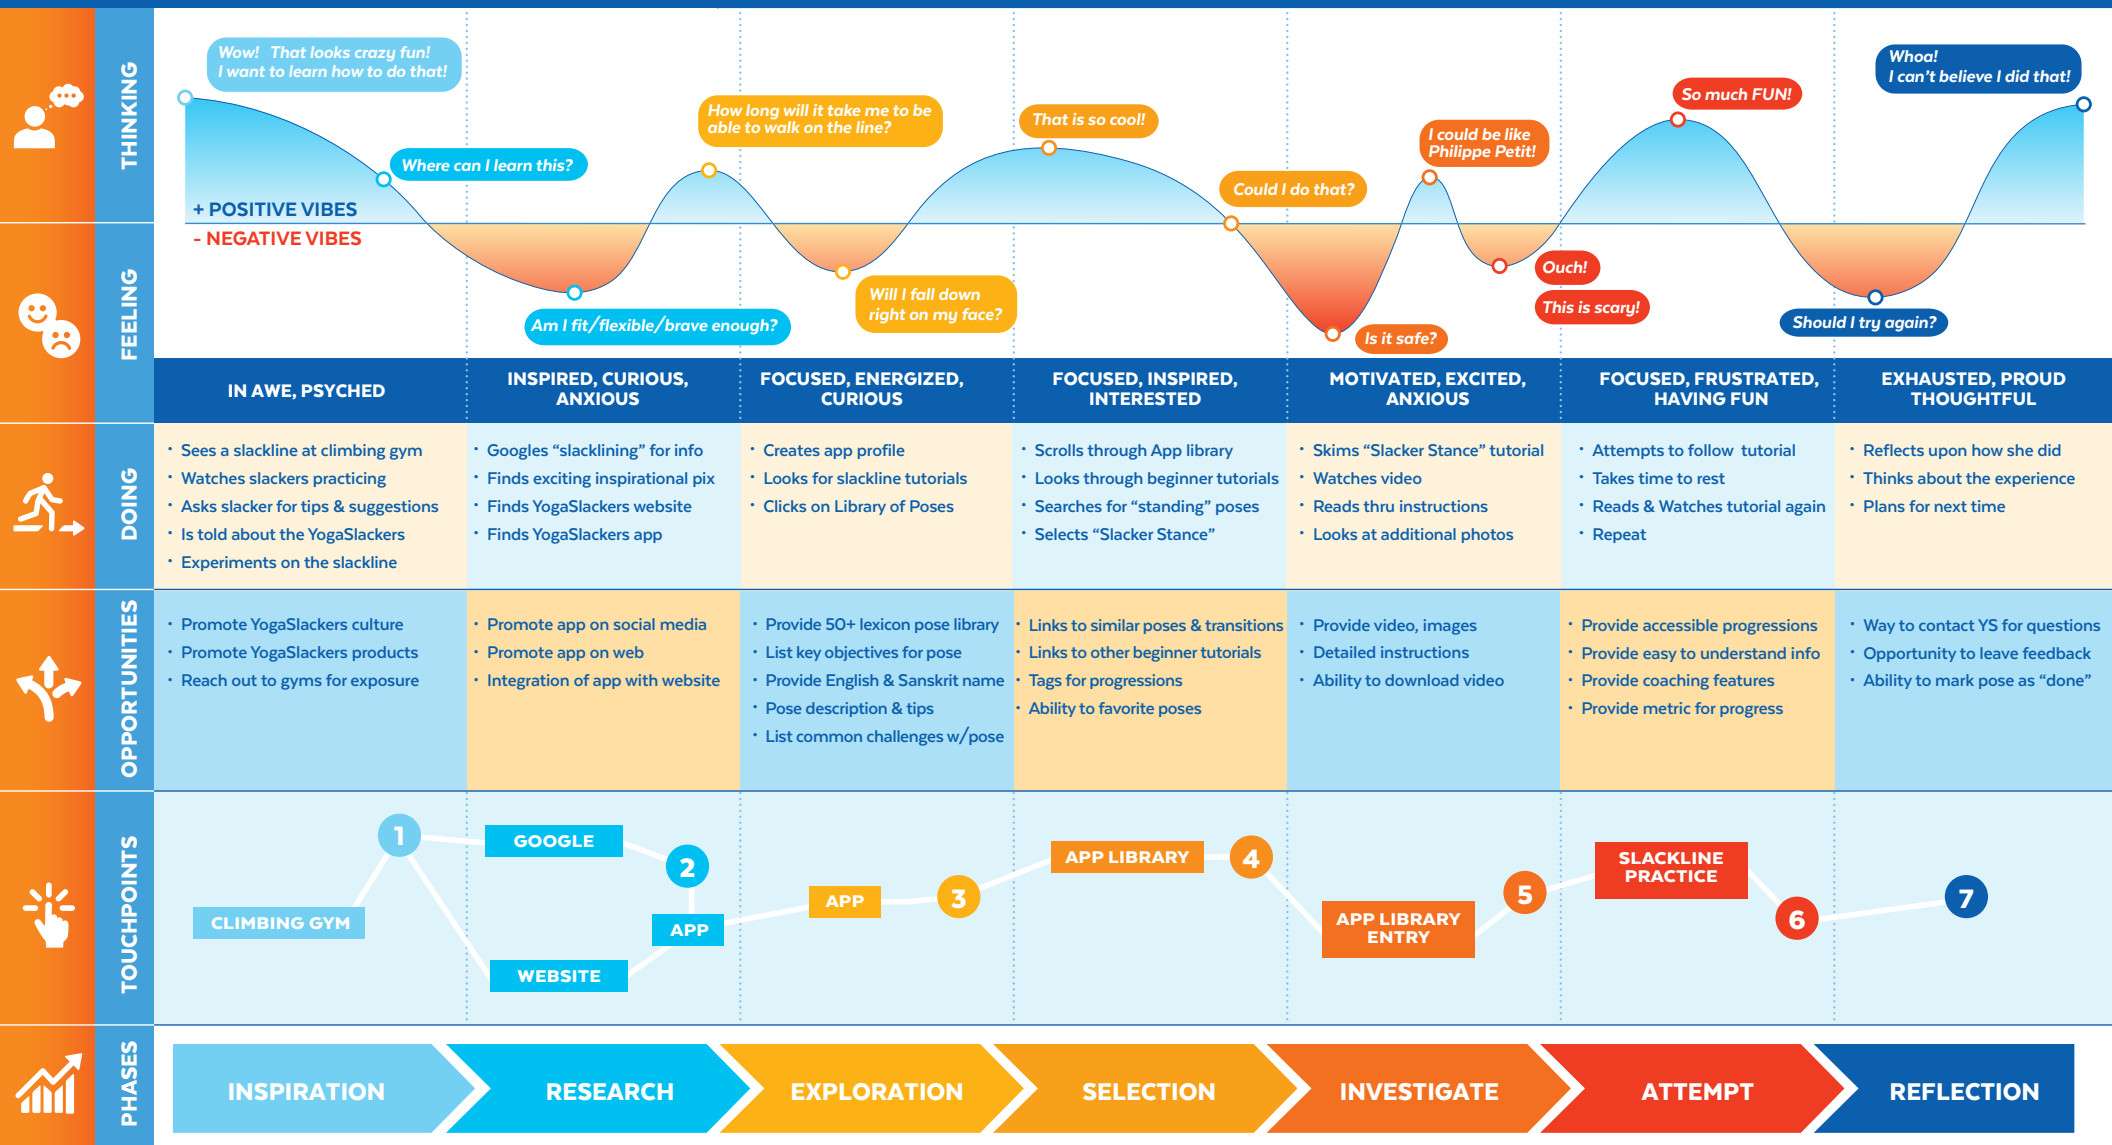 THINKING
Wow! That looks crazy fun!
I want to learn how to do that!
Where can I learn this?
How long will it take me to be
able to walk on the line?
That is so cool!
Could I do that?
I could be like
Philippe Petit!
So much FUN!
Whoa!
I can't believe I did that!
+ POSITIVE VIBES
- NEGATIVE VIBES
FEELING
Am I fit/flexible/brave enough?
Will I fall down
right on my face?
Is it safe?
Ouch!
This is scary!
Should I try again?
IN AWE, PSYCHED
INSPIRED, CURIOUS,
ANXIOUS
FOCUSED, ENERGIZED,
CURIOUS
FOCUSED, INSPIRED,
INTERESTED
MOTIVATED, EXCITED,
ANXIOUS
FOCUSED, FRUSTRATED,
HAVING FUN
EXHAUSTED, PROUD
THOUGHTFUL
DOING
· Sees a slackline at climbing gym
· Watches slackers practicing
· Asks slacker for tips & suggestions
· Is told about the YogaSlackers
· Experiments on the slackline
· Googles “slacklining” for info
· Finds exciting inspirational pix
· Finds YogaSlackers website
· Finds YogaSlackers app
· Creates app profile
· Looks for slackline tutorials
· Clicks on Library of Poses
· Scrolls through App library
· Looks through beginner tutorials
· Searches for “standing” poses
· Selects “Slacker Stance”
· Skims “Slacker Stance” tutorial
· Watches video
· Reads thru instructions
· Looks at additional photos
· Attempts to follow tutorial
· Takes time to rest
· Reads & Watches tutorial again
· Repeat
· Reflects upon how she did
· Thinks about the experience
· Plans for next time
OPPORTUNITIES
· Promote YogaSlackers culture
· Promote YogaSlackers products
· Reach out to gyms for exposure
· Promote app on social media
· Promote app on web
· Integration of app with website
· Provide 50+ lexicon pose library
· List key objectives for pose
· Provide English & Sanskrit name
· Pose description & tips
· List common challenges w/pose
· Links to similar poses & transitions
· Links to other beginner tutorials
· Tags for progressions
· Ability to favorite poses
· Provide video, images
· Detailed instructions
· Ability to download video
· Provide accessible progressions
· Provide easy to understand info
· Provide coaching features
· Provide metric for progress
· Way to contact YS for questions
· Opportunity to leave feedback
· Ability to mark pose as “done”
TOUCHPOINTS
CLIMBING GYM
1
GOOGLE
WEBSITE
2
APP
APP
3
APP LIBRARY
4
APP LIBRARY
ENTRY
5
SLACKLINE
PRACTICE
6
7
PHASES
INSPIRATION
RESEARCH
EXPLORATION
SELECTION
INVESTIGATE
ATTEMPT
REFLECTION